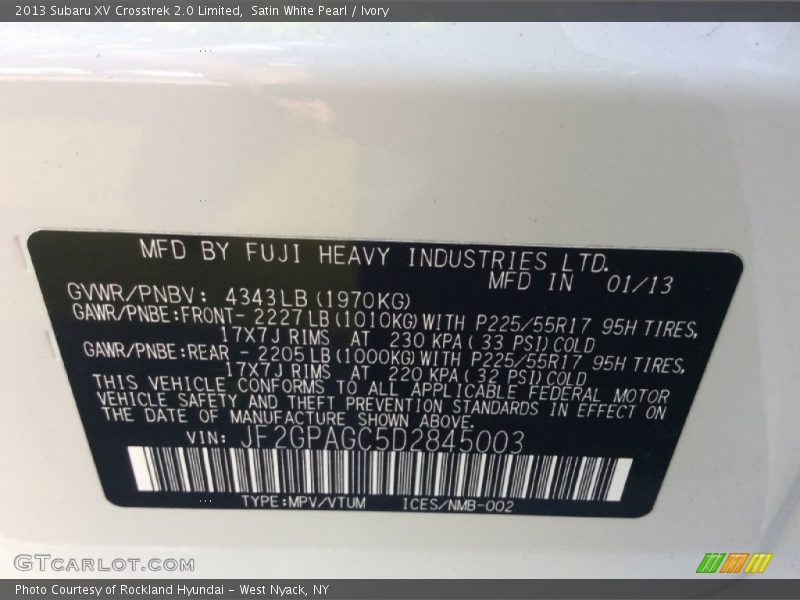 2013 Subaru XV Crosstrek 2.0 Limited, Satin White Pearl / Ivory
MFD BY FUJI HEAVY INDUSTRIES LTD.
MFD IN 01/13
GVWR/PNBV: 4343LB (1970KG)
GAWR/PNBE:FRONT- 2227 LB (1010KG) WITH P225/55R17 95H TIRES,
17X7J RIMS AT 230 KPA ( 33 PSI) COLD
GAWR/PNBE:REAR - 2205 LB (1000KG) WITH P225/55R17 95H TIRES,
17X7J RIMS AT 220 KPA ( 32 PSI) COLD
THIS VEHICLE CONFORMS TO ALL APPLICABLE FEDERAL MOTOR
VEHICLE SAFETY AND THEFT PREVENTION STANDARDS IN EFFECT ON
THE DATE OF MANUFACTURE SHOWN ABOVE.
VIN: JF2GPAGC5D2845003
TYPE:MPV/VTUM ICES/NMB-002
GTCARLOT.COM
Photo Courtesy of Rockland Hyundai - West Nyack, NY